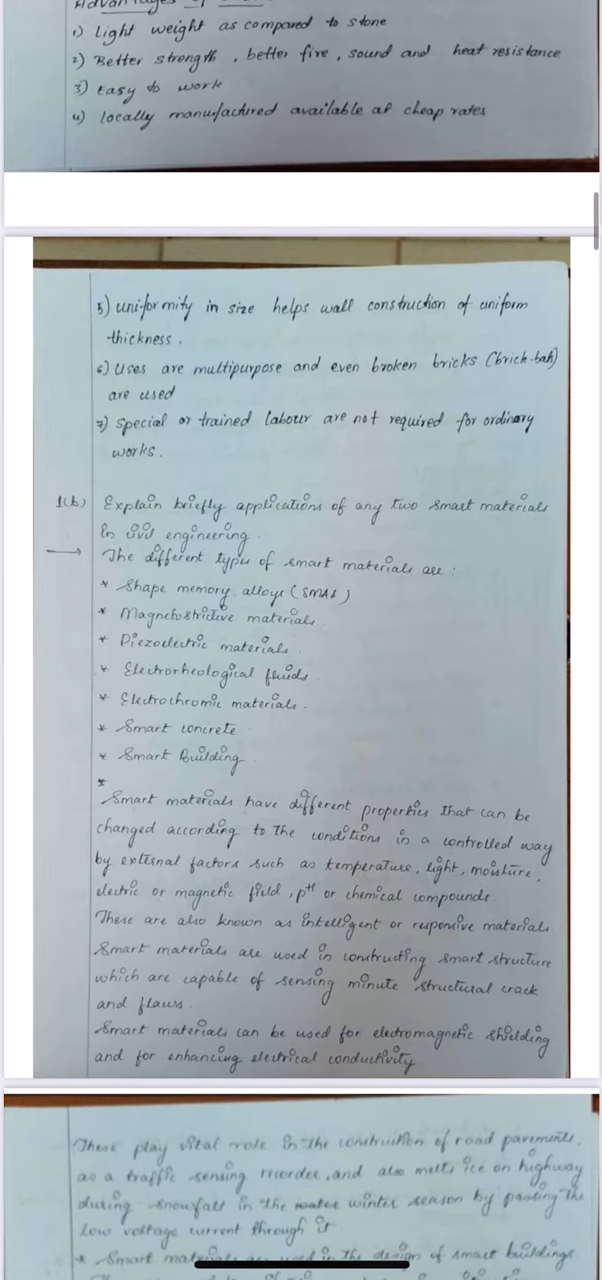 Advantages of
1) Light weight as compared to stone
2) Better strength, better fire, sound and heat resistance
3) Easy to work
4) locally manufactured available at cheap rates
5) uniformity in size helps wall construction of uniform
thickness.
6) Uses are multipurpose and even broken bricks (brick-bats)
are used
7) Special or trained labour are not required for ordinary
works.
1(b) Explain briefly applications of any two smart materials
in civil engineering.
→ The different types of smart materials are :
* Shape memory alloys (SMAS)
* Magnetostrictive materials.
* Piezoelectric materials.
* Electrorheological fluids.
* Electrochromic materials.
* Smart concrete
* Smart Building
*
Smart materials have different properties that can be
changed according to the conditions in a controlled way
by external factors such as temperature, light, moisture,
electric or magnetic field, pH or chemical compounds.
These are also known as intelligent or responsive materials
Smart materials are used in constructing smart structure
which are capable of sensing minute structural crack
and flaws.
Smart materials can be used for electromagnetic shielding
and for enhancing electrical conductivity.
These play vital role in the construction of road pavements,
as a traffic sensing recorder, and also melts ice on highway
during snowfall in the water winter season by passing the
low voltage current through it
* Smart materials are used in the design of smart buildings